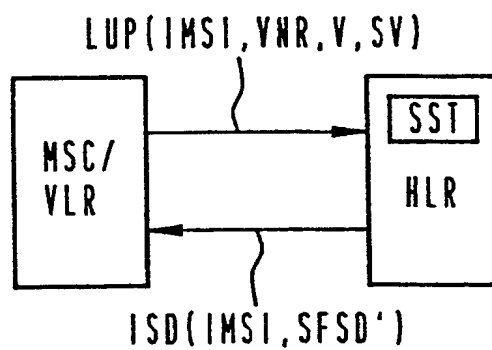 LUP(IMSI,VNR,V,SV)
MSC/
VLR
SST
HLR
ISD(IMSI,SFSD')